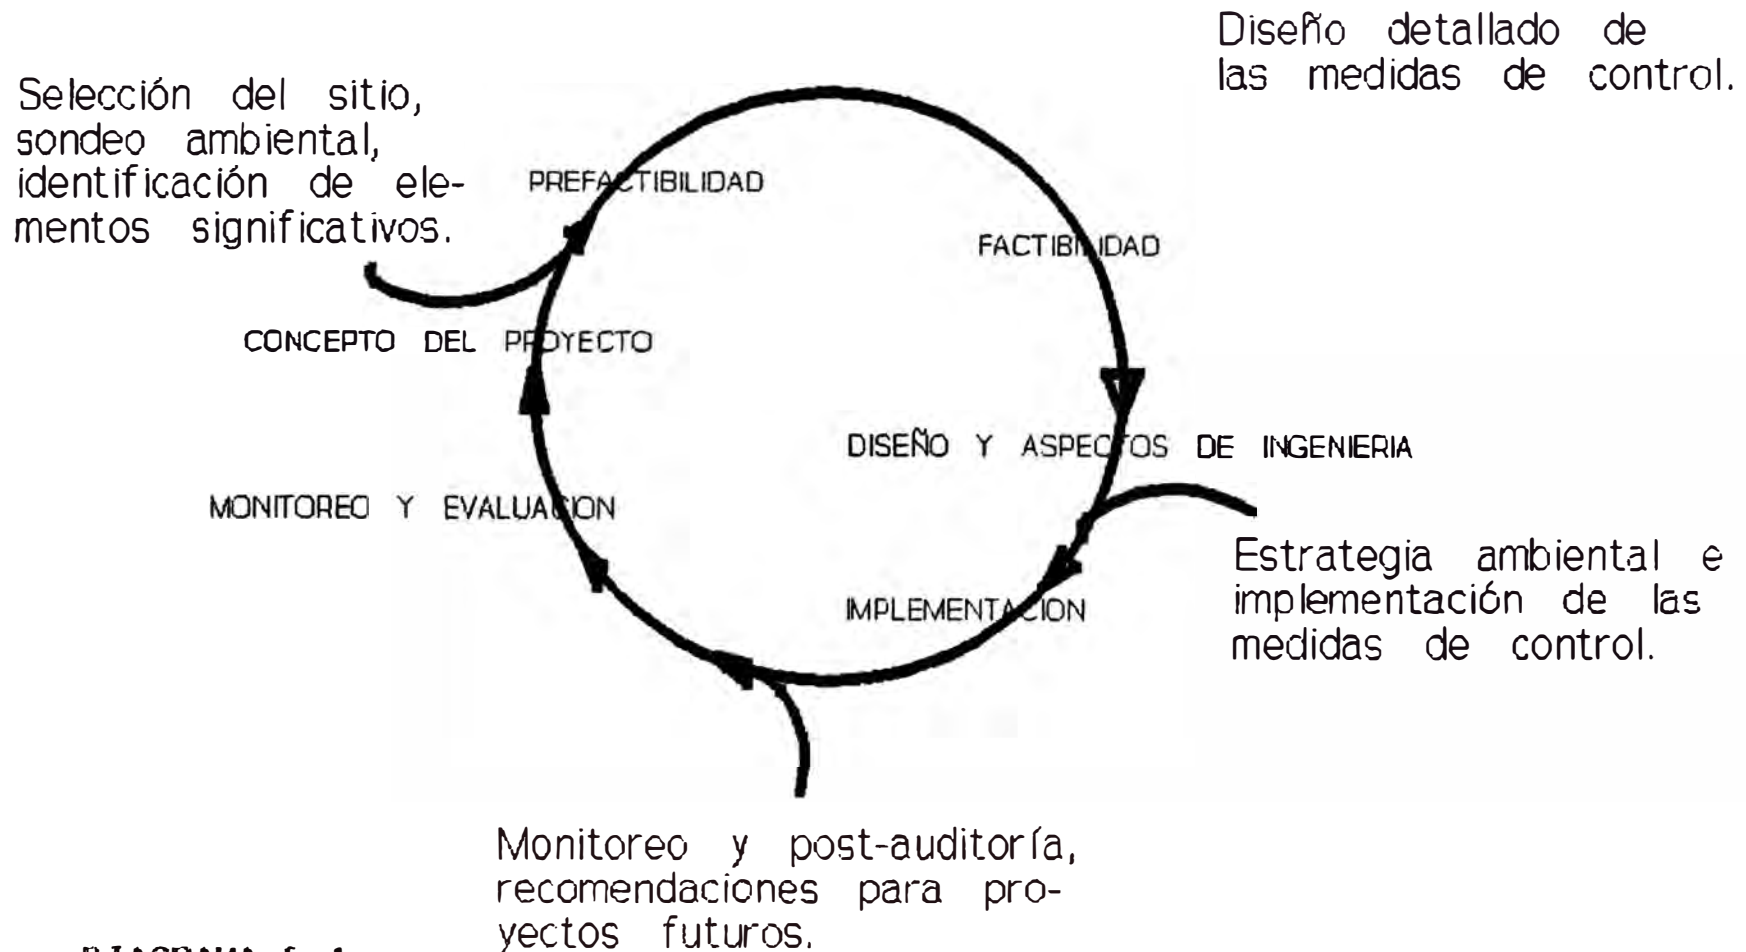 Diseño detallado de
las medidas de control.
Selección del sitio,
sondeo ambiental,
identificación de ele-
mentos significativos.
PREFACTIBILIDAD
FACTIBILIDAD
CONCEPTO DEL PROYECTO
DISEÑO Y ASPECTOS DE INGENIERIA
MONITOREO Y EVALUACION
Estrategia ambiental e
implementación de las
medidas de control.
IMPLEMENTACION
Monitoreo y post-auditoría,
recomendaciones para pro-
yectos futuros.